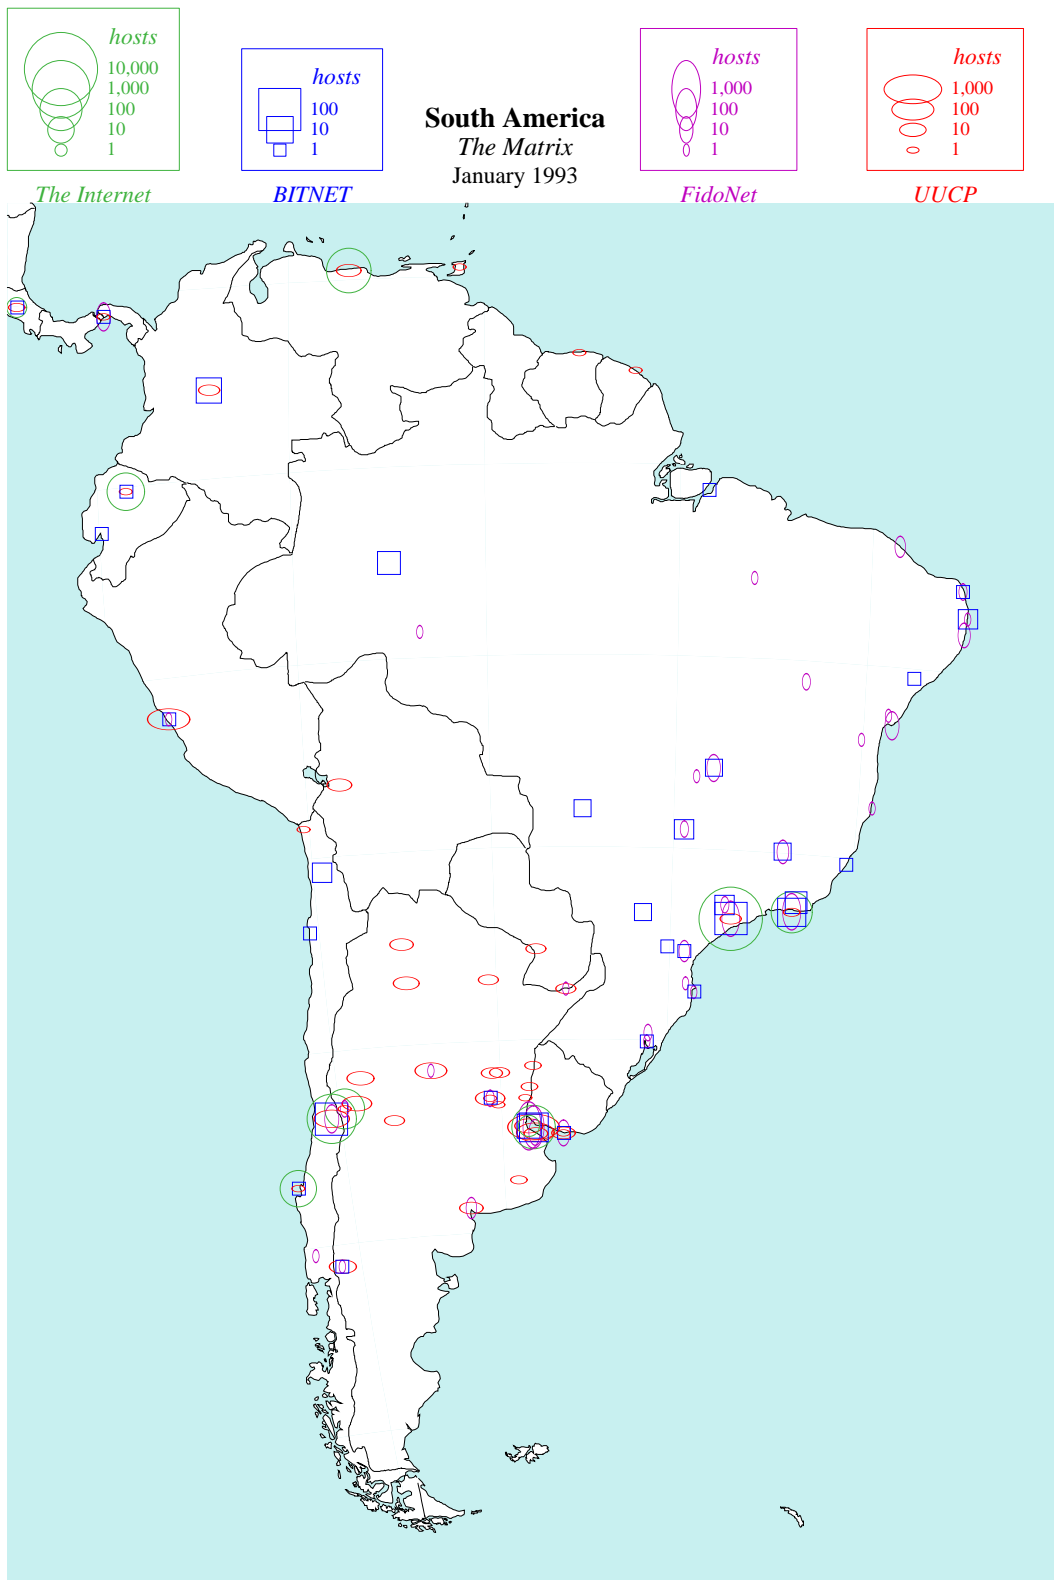 hosts
10,000
1,000
100
10
1
The Internet
hosts
100
10
1
BITNET
South America
The Matrix
January 1993
hosts
1,000
100
10
1
FidoNet
hosts
1,000
100
10
1
UUCP